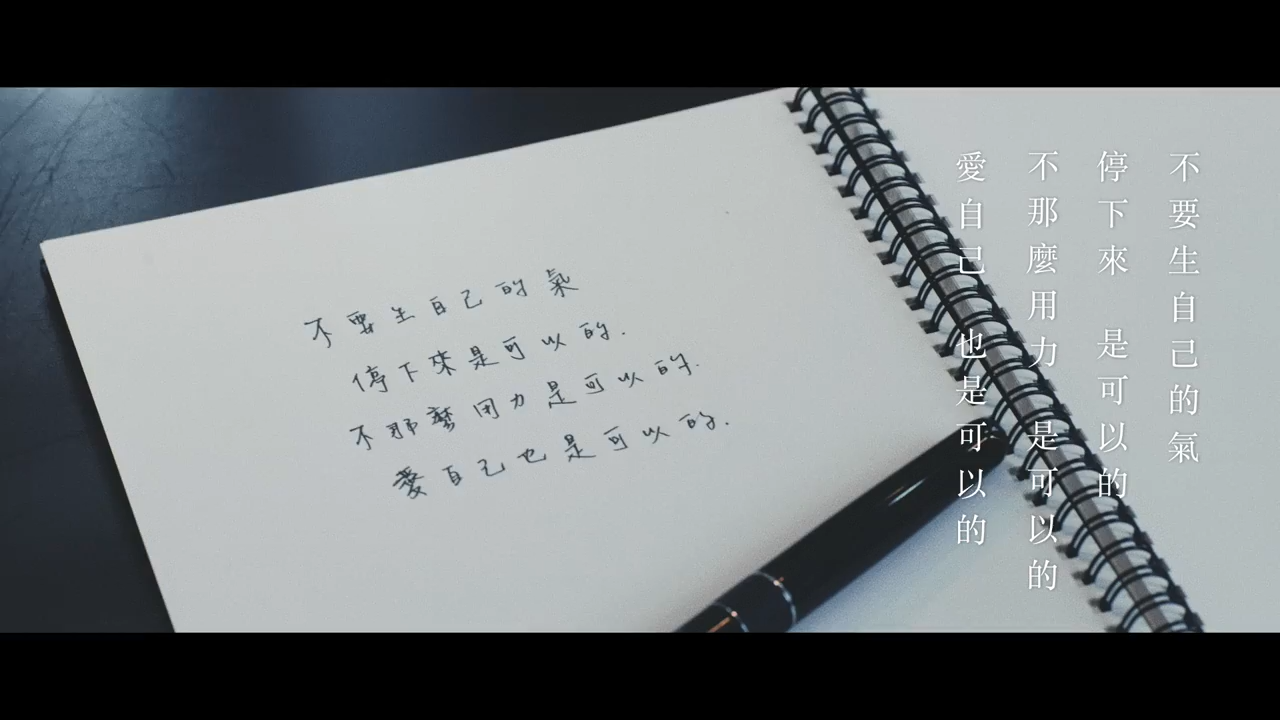 不要生自己的氣
停下來是可以的.
不那麼用力是可以的.
愛自己也是可以的.
不要生自己的氣
停下來 是可以的
不那麼用力 是可以的
愛自己 也是可以的